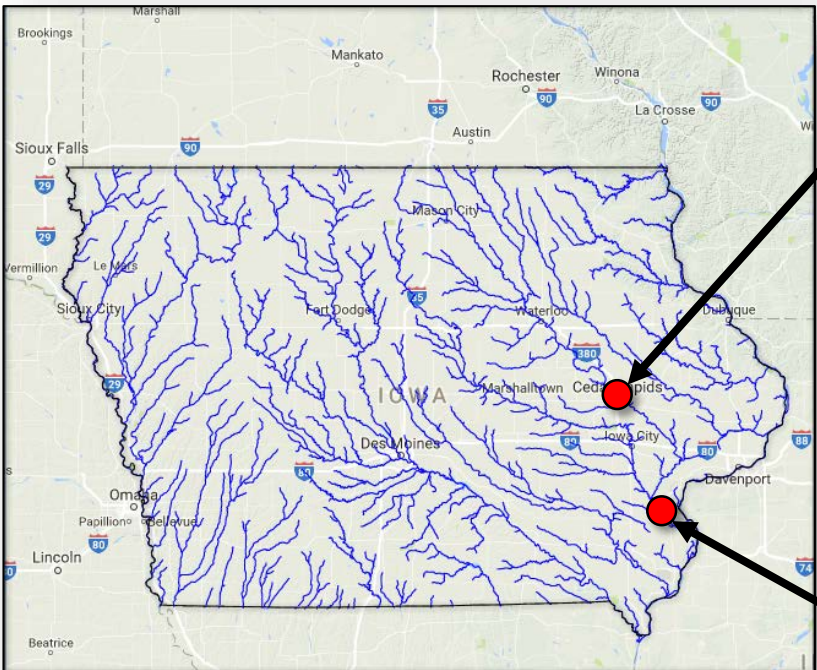 Marshall
Brookings
Mankato
Rochester
Winona
90
La Crosse
90
35
Austin
Sioux Falls
90
29
29
Mason City
Vermillion
Le Mars
Sioux City
35
Fort Dodge
Waterloo
Dubuque
380
29
IOWA
Marshalltown
Iowa City
80
80
88
Des Moines
Davenport
80
Omaha
Papillion
Bellevue
80
Lincoln
74
Beatrice